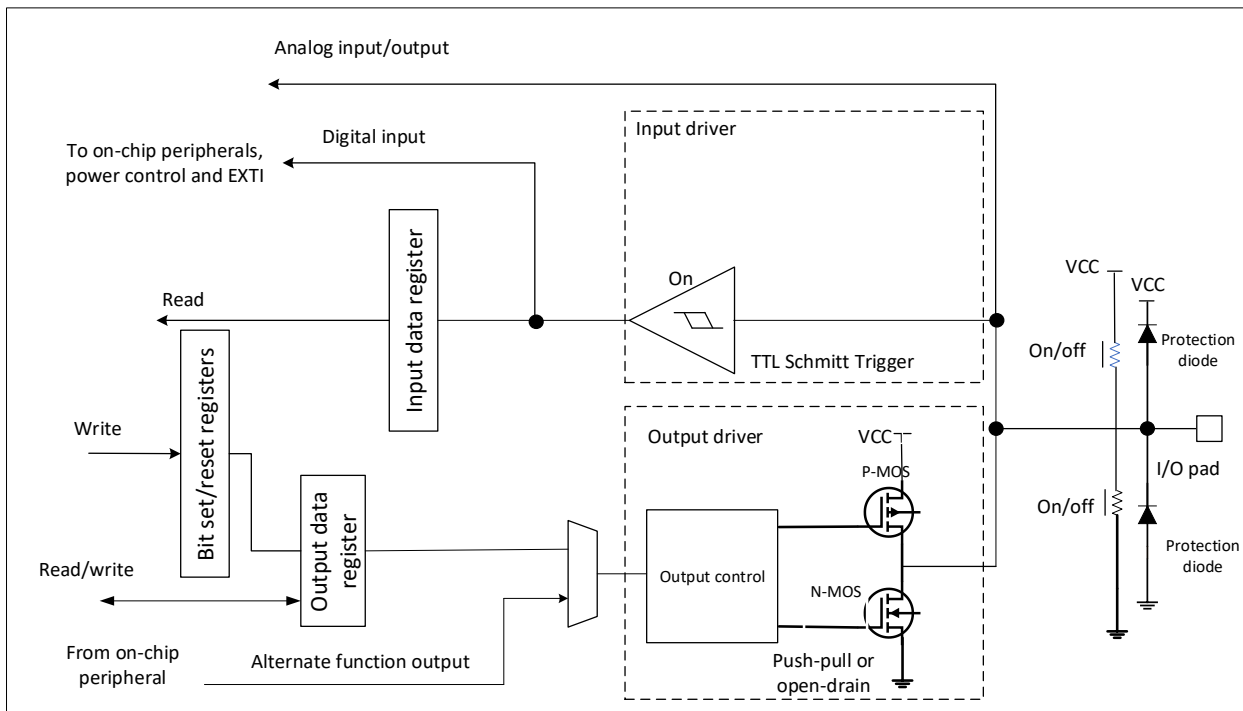 Analog input/output
Digital input
To on-chip peripherals,
power control and EXTI
Input driver
On
TTL Schmitt Trigger
Read
Input data register
Bit set/reset registers
Write
Output data
register
Read/write
From on-chip
peripheral
Alternate function output
Output driver
VCC
P-MOS
Output control
N-MOS
Push-pull or
open-drain
VCC
VCC
On/off
Protection
diode
I/O pad
On/off
Protection
diode